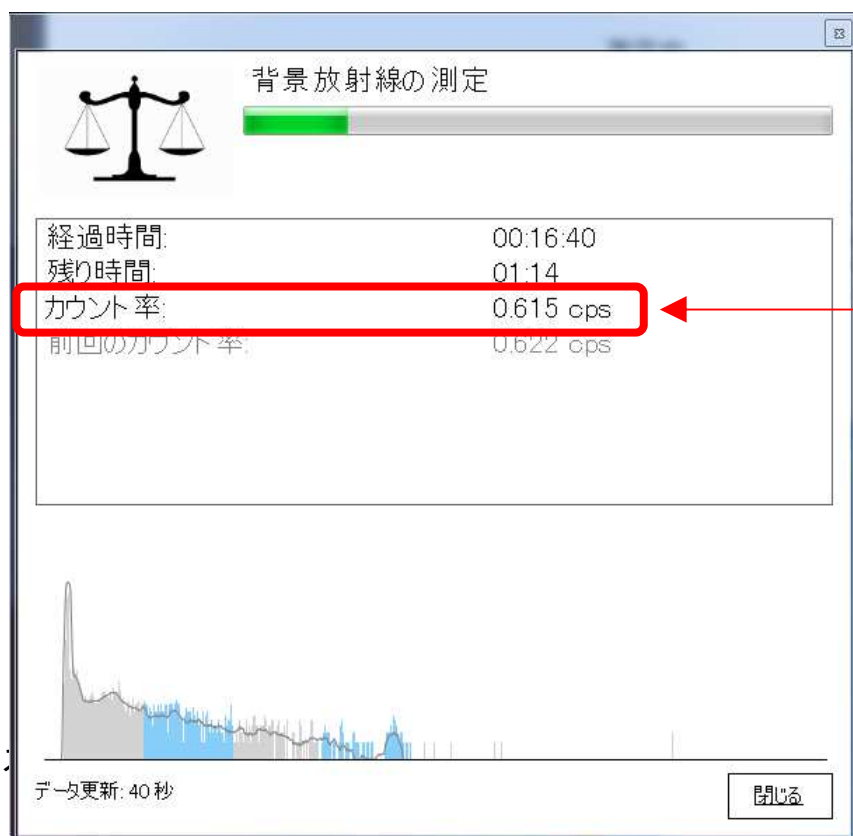 背景放射線の測定
経過時間: 00:16:40
残り時間: 01:14
カウント率: 0.615 cps
前回のカウント率: 0.622 cps
データ更新: 40 秒
閉じる